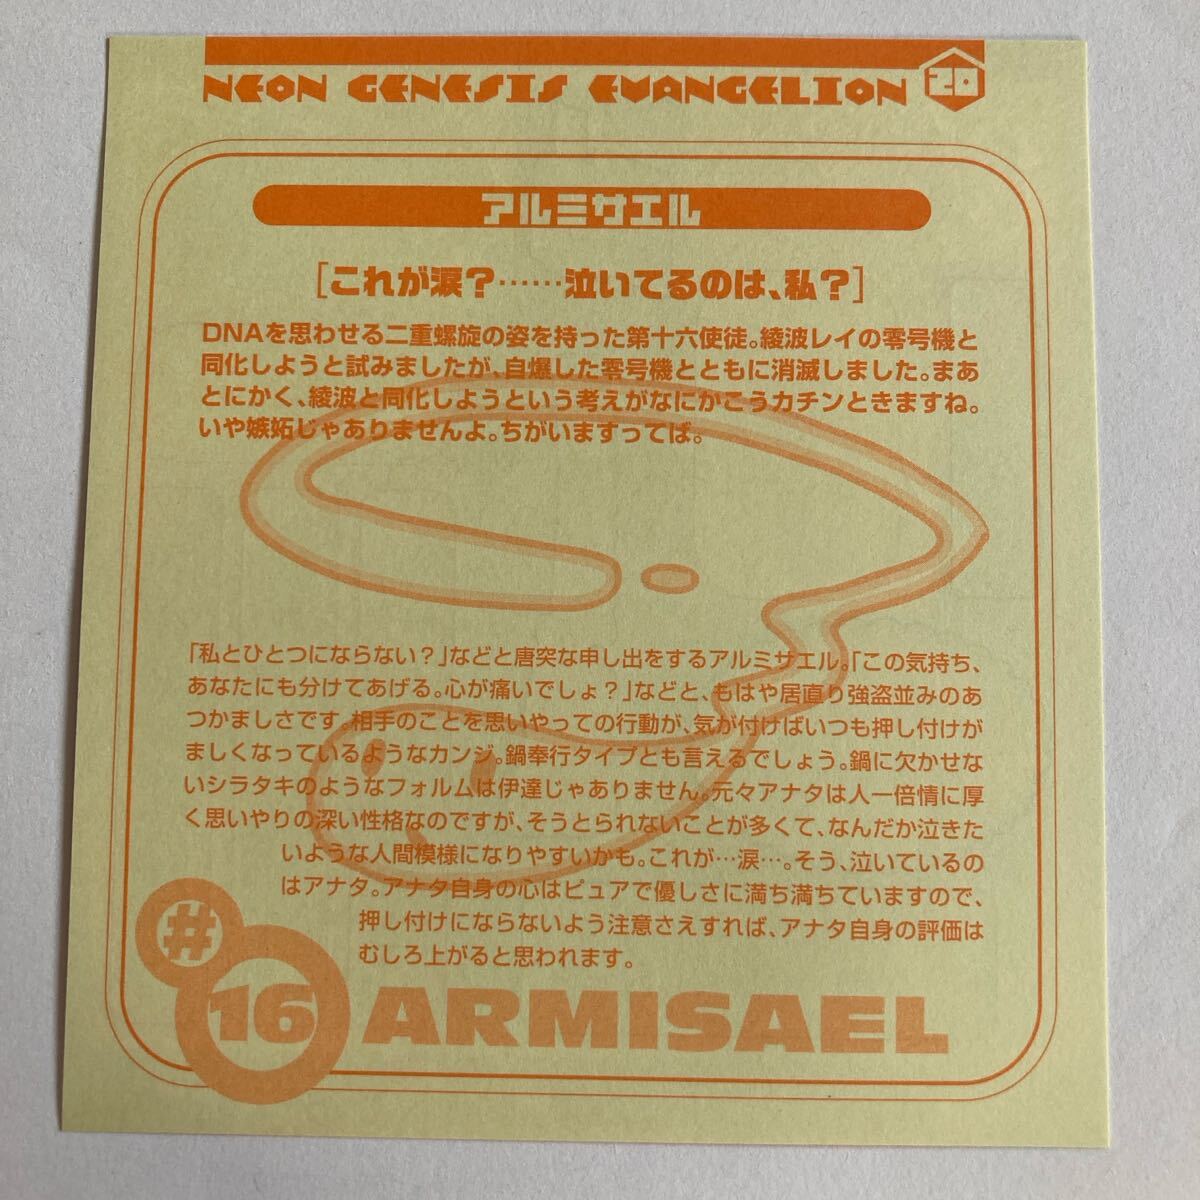 NEON GENESIS EVANGELION 20
アルミサエル
［これが涙？……泣いてるのは、私？］
DNAを思わせる二重螺旋の姿を持った第十六使徒。綾波レイの零号機と
同化しようと試みましたが、自爆した零号機とともに消滅しました。まあ
とにかく、綾波と同化しようという考えがなにかこうカチンときますね。
いや嫉妬じゃありませんよ。ちがいますってば。
「私とひとつにならない？」などと唐突な申し出をするアルミサエル。「この気持ち、
あなたにも分けてあげる。心が痛いでしょ？」などと、もはや居直り強盗並みのあ
つかましさです。相手のことを思いやっての行動が、気が付けばいつも押し付けが
ましくなっているようなカンジ。鍋奉行タイプとも言えるでしょう。鍋に欠かせな
いシラタキのようなフォルムは伊達じゃありません。元々アナタは人一倍情に厚
く思いやりの深い性格なのですが、そうとられないことが多くて、なんだか泣きた
いような人間模様になりやすいかも。これが…涙…。そう、泣いているの
はアナタ。アナタ自身の心はピュアで優しさに満ち満ちていますので、
押し付けにならないよう注意さえすれば、アナタ自身の評価は
むしろ上がると思われます。
#16 ARMISAEL